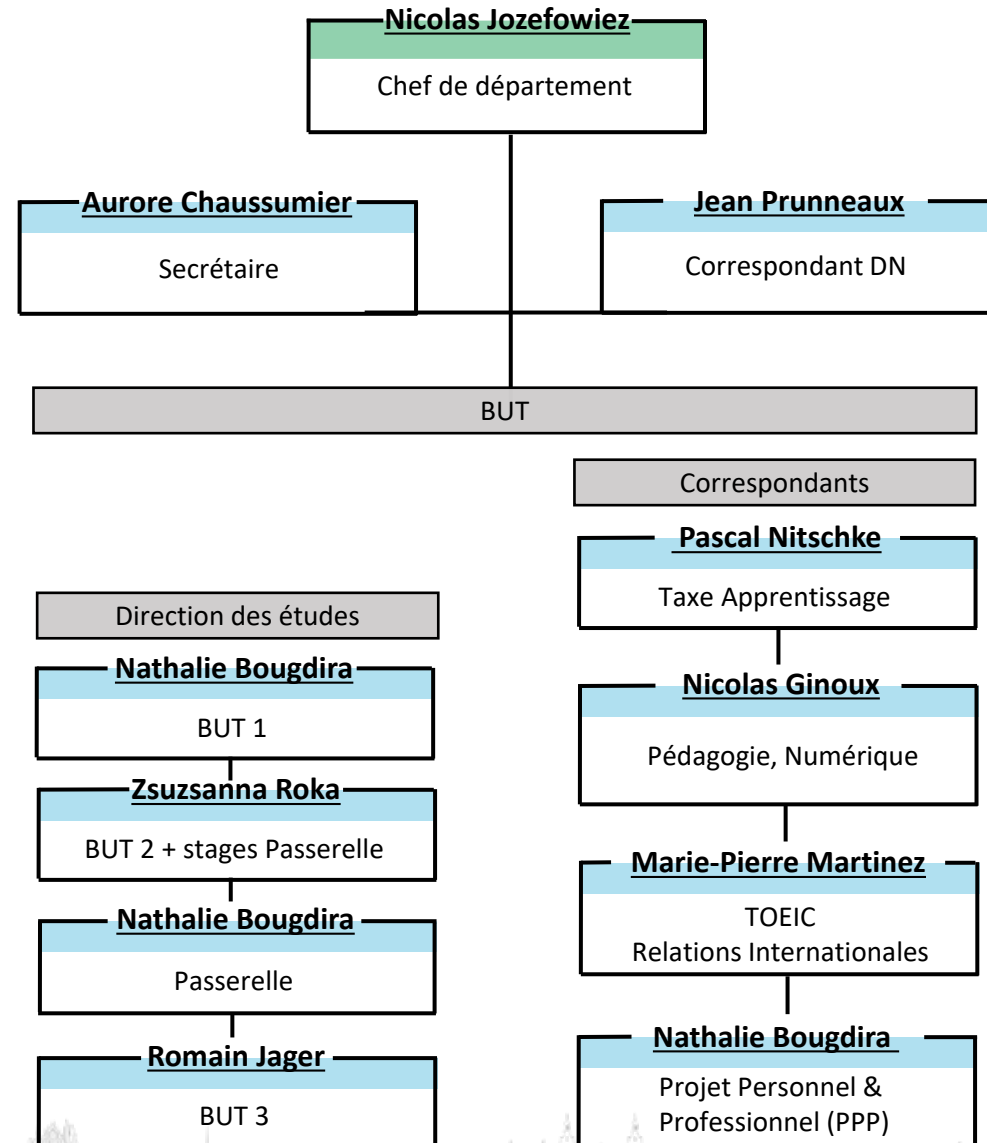 Nicolas Jozefowiez
Chef de département
Aurore Chaussumier
Secrétaire
Jean Prunneaux
Correspondant DN
BUT
Direction des études
Nathalie Bougdira
BUT 1
Zsuzsanna Roka
BUT 2 + stages Passerelle
Nathalie Bougdira
Passerelle
Romain Jager
BUT 3
Correspondants
Pascal Nitschke
Taxe Apprentissage
Nicolas Ginoux
Pédagogie, Numérique
Marie-Pierre Martinez
TOEIC
Relations Internationales
Nathalie Bougdira
Projet Personnel &
Professionnel (PPP)